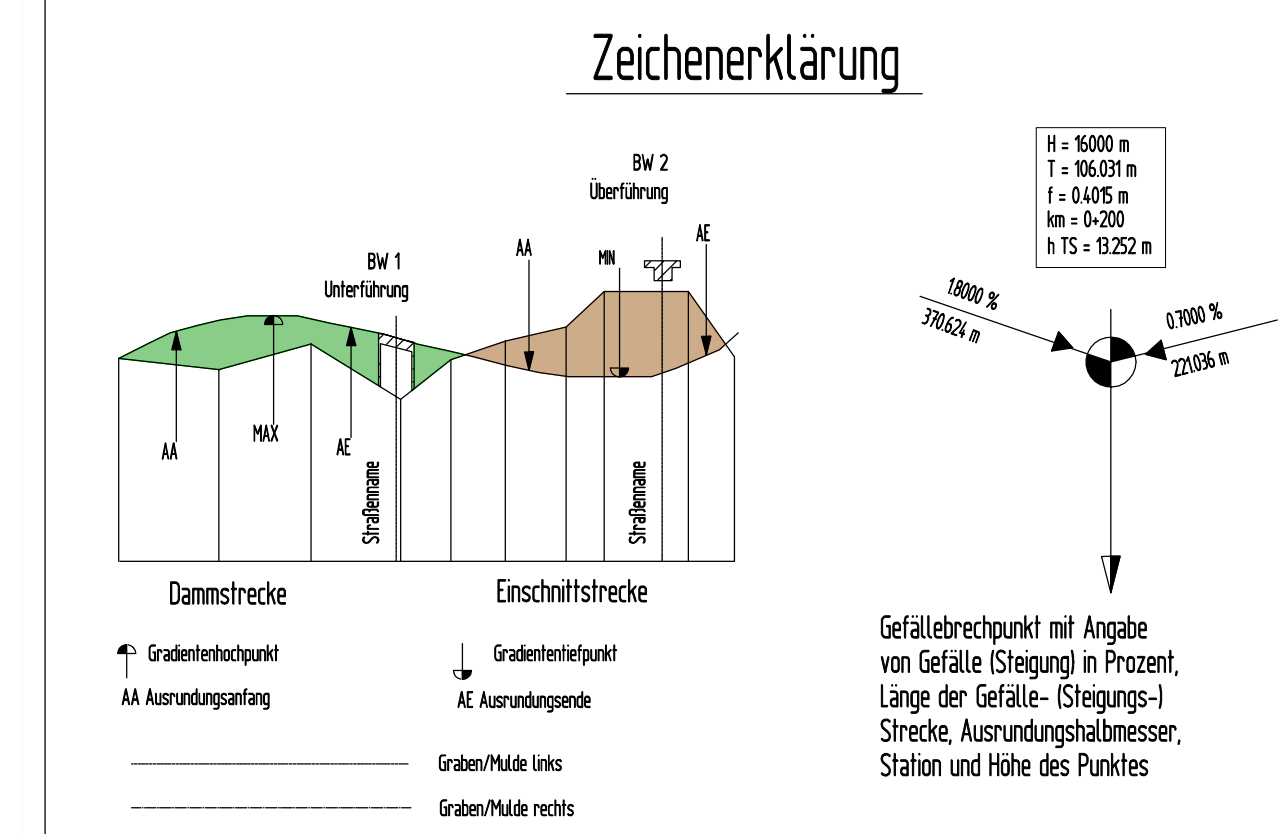 Zeichenerklärung
H = 16000 m
T = 106.031 m
f = 0.4015 m
km = 0+200
h TS = 13.252 m
BW 2
Überführung
AA
AE
MIN
BW 1
Unterführung
1.8000 %
370.624 m
0.7000 %
221.036 m
AA
MAX
AE
Straßenname
Straßenname
Dammstrecke
Einschnittstrecke
Gradientenhochpunkt
Gradiententiefpunkt
AA Ausrundungsanfang
AE Ausrundungsende
Graben/Mulde links
Graben/Mulde rechts
Gefällebrechpunkt mit Angabe
von Gefälle (Steigung) in Prozent,
Länge der Gefälle- (Steigungs-)
Strecke, Ausrundungshalbmesser,
Station und Höhe des Punktes